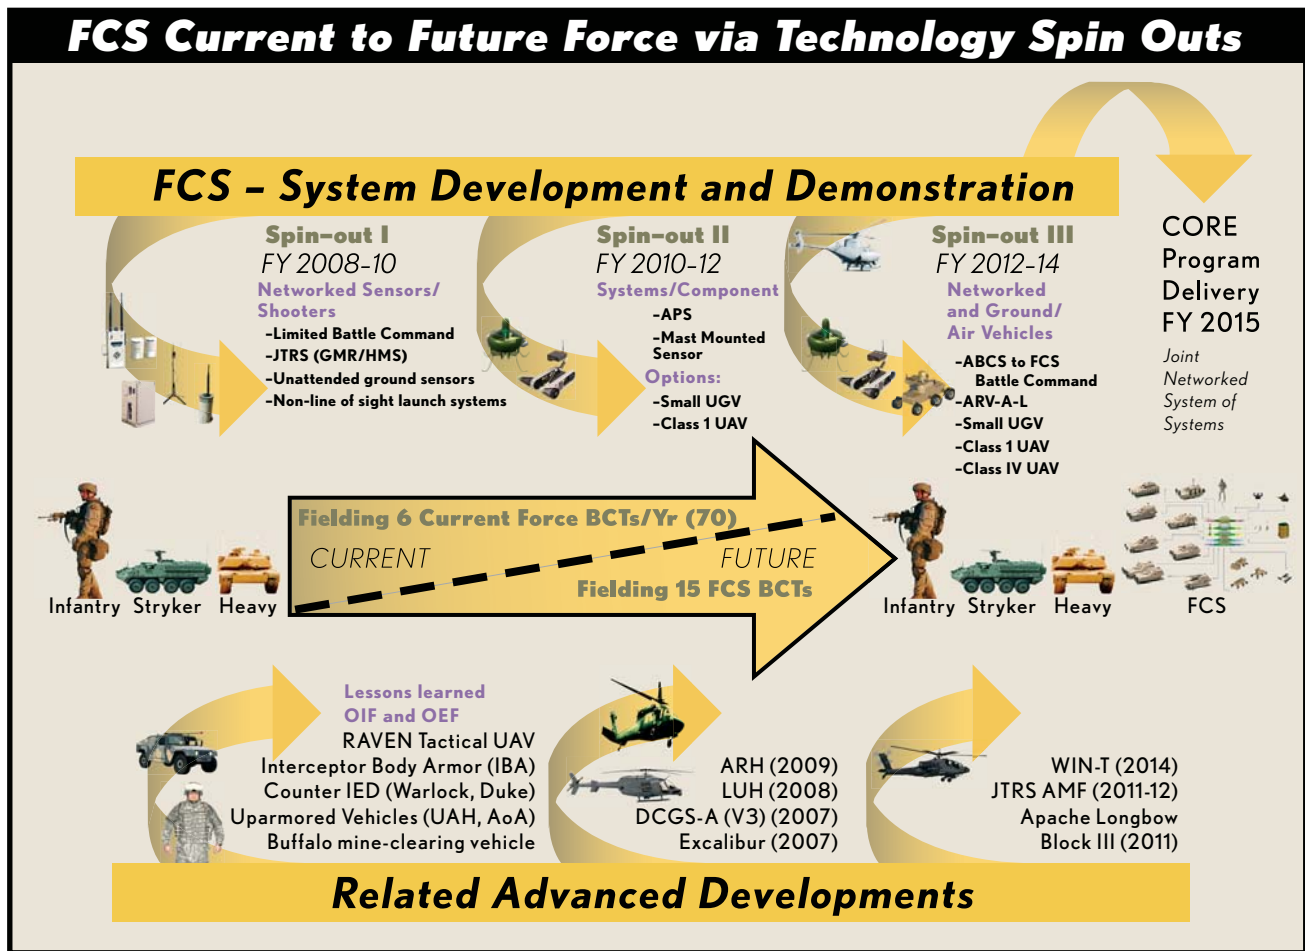 FCS Current to Future Force via Technology Spin Outs
FCS – System Development and Demonstration
Spin–out I
FY 2008–10
Networked Sensors/
Shooters
–Limited Battle Command
–JTRS (GMR/HMS)
–Unattended ground sensors
–Non-line of sight launch systems
Spin–out II
FY 2010–12
Systems/Component
–APS
–Mast Mounted
Sensor
Options:
–Small UGV
–Class 1 UAV
Spin–out III
FY 2012–14
Networked
and Ground/
Air Vehicles
–ABCS to FCS
Battle Command
–ARV-A-L
–Small UGV
–Class 1 UAV
–Class IV UAV
CORE
Program
Delivery
FY 2015
Joint
Networked
System of
Systems
Infantry Stryker Heavy
Fielding 6 Current Force BCTs/Yr (70)
CURRENT
FUTURE
Fielding 15 FCS BCTs
Infantry Stryker Heavy
FCS
Lessons learned
OIF and OEF
RAVEN Tactical UAV
Interceptor Body Armor (IBA)
Counter IED (Warlock, Duke)
Uparmored Vehicles (UAH, AoA)
Buffalo mine-clearing vehicle
ARH (2009)
LUH (2008)
DCGS-A (V3) (2007)
Excalibur (2007)
WIN-T (2014)
JTRS AMF (2011-12)
Apache Longbow
Block III (2011)
Related Advanced Developments